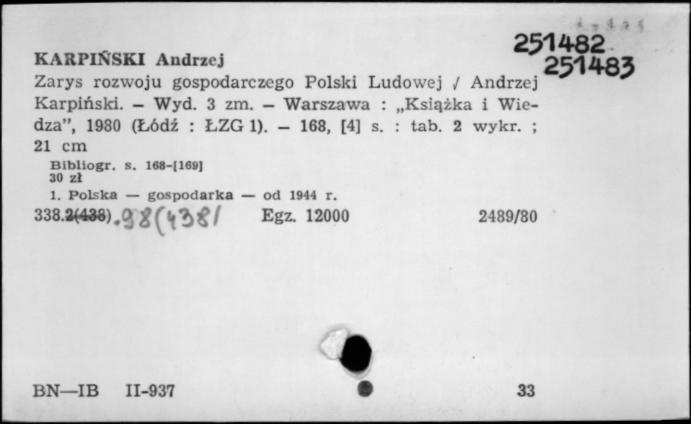 251482
251483
KARPIŃSKI Andrzej
Zarys rozwoju gospodarczego Polski Ludowej / Andrzej
Karpiński. — Wyd. 3 zm. — Warszawa : „Książka i Wie-
dza”, 1980 (Łódź : ŁZG 1). — 168, [4] s. : tab. 2 wykr. ;
21 cm
Bibliogr. s. 168-[169]
30 zł
1. Polska — gospodarka — od 1944 r.
338.2(438) .98(438/ Egz. 12000 2489/80
BN—IB II-937 33